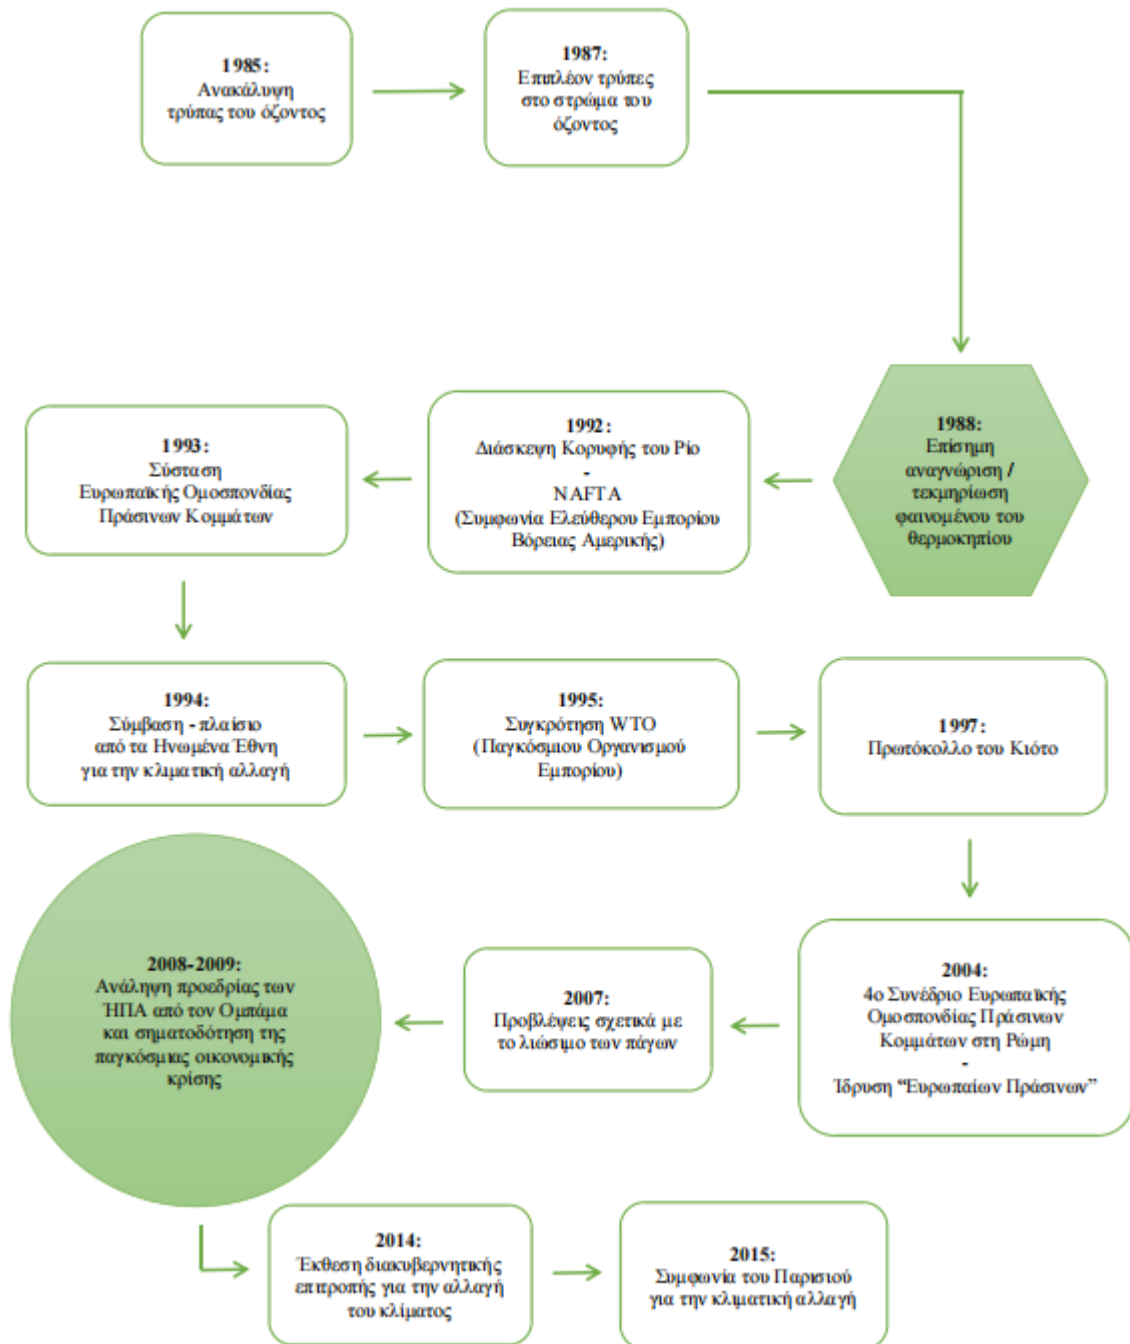 1985:
Ανακάλυψη
τρύπας του όζοντος
1987:
Επιπλέον τρύπες
στο στρώμα του
όζοντος
1988:
Επίσημη
αναγνώριση /
τεκμηρίωση
φαινομένου του
θερμοκηπίου
1992:
Διάσκεψη Κορυφής του Ρίο
-
NAFTA
(Συμφωνία Ελεύθερου Εμπορίου
Βόρειας Αμερικής)
1993:
Σύσταση
Ευρωπαϊκής Ομοσπονδίας
Πράσινων Κομμάτων
1994:
Σύμβαση - πλαίσιο
από τα Ηνωμένα Έθνη
για την κλιματική αλλαγή
1995:
Συγκρότηση WTO
(Παγκόσμιου Οργανισμού
Εμπορίου)
1997:
Πρωτόκολλο του Κιότο
2004:
4ο Συνέδριο Ευρωπαϊκής
Ομοσπονδίας Πράσινων
Κομμάτων στη Ρώμη
-
Ίδρυση “Ευρωπαίων Πράσινων”
2007:
Προβλέψεις σχετικά με
το λιώσιμο των πάγων
2008-2009:
Ανάληψη προεδρίας των
ΉΠΑ από τον Ομπάμα
και σηματοδότηση της
παγκόσμιας οικονομικής
κρίσης
2014:
Έκθεση διακυβερνητικής
επιτροπής για την αλλαγή
του κλίματος
2015:
Συμφωνία του Παρισιού
για την κλιματική αλλαγή